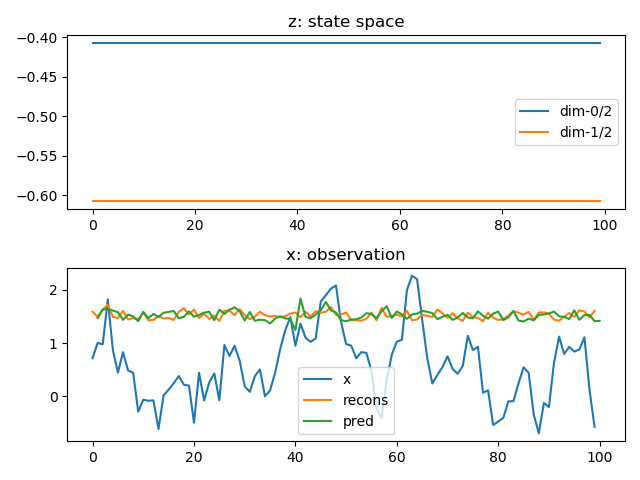 z: state space
−0.40
−0.45
−0.50
−0.55
−0.60
dim-0/2
dim-1/2
0 20 40 60 80 100
x: observation
2
1
0
x
recons
pred
0 20 40 60 80 100